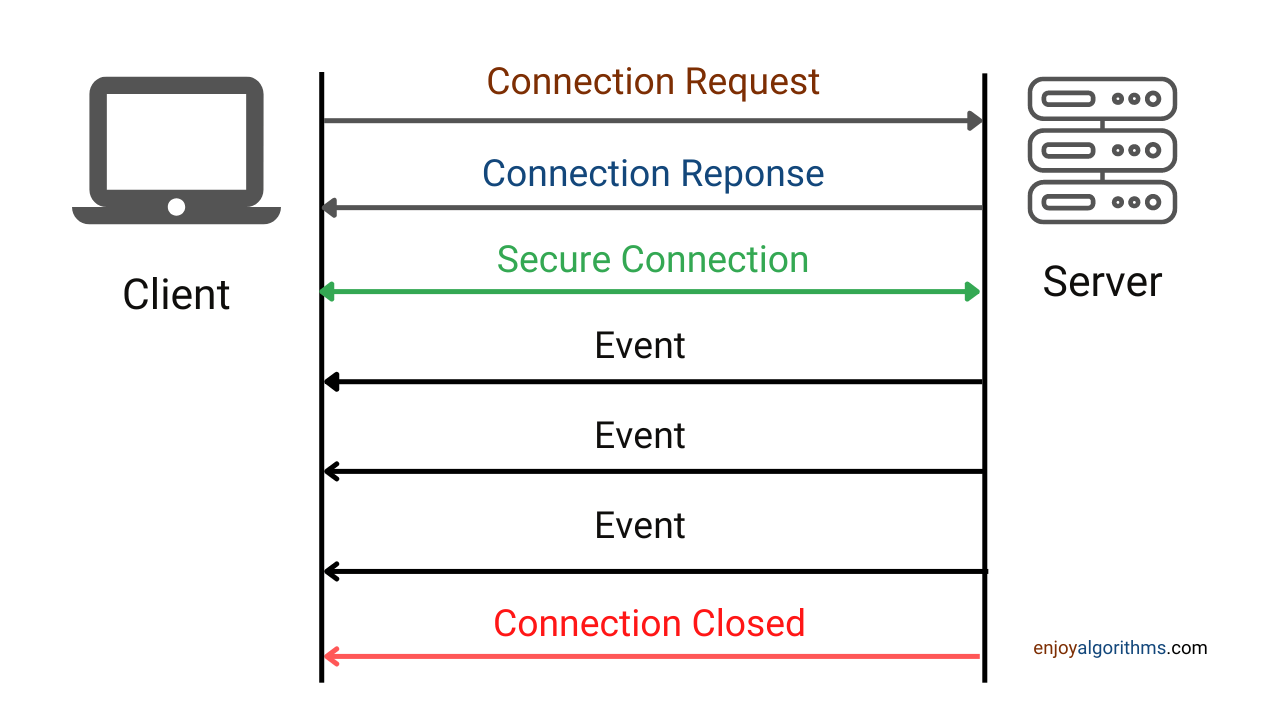 Connection Request
Connection Reponse
Secure Connection
Client
Server
Event
Event
Event
Connection Closed
enjoyalgorithms.com